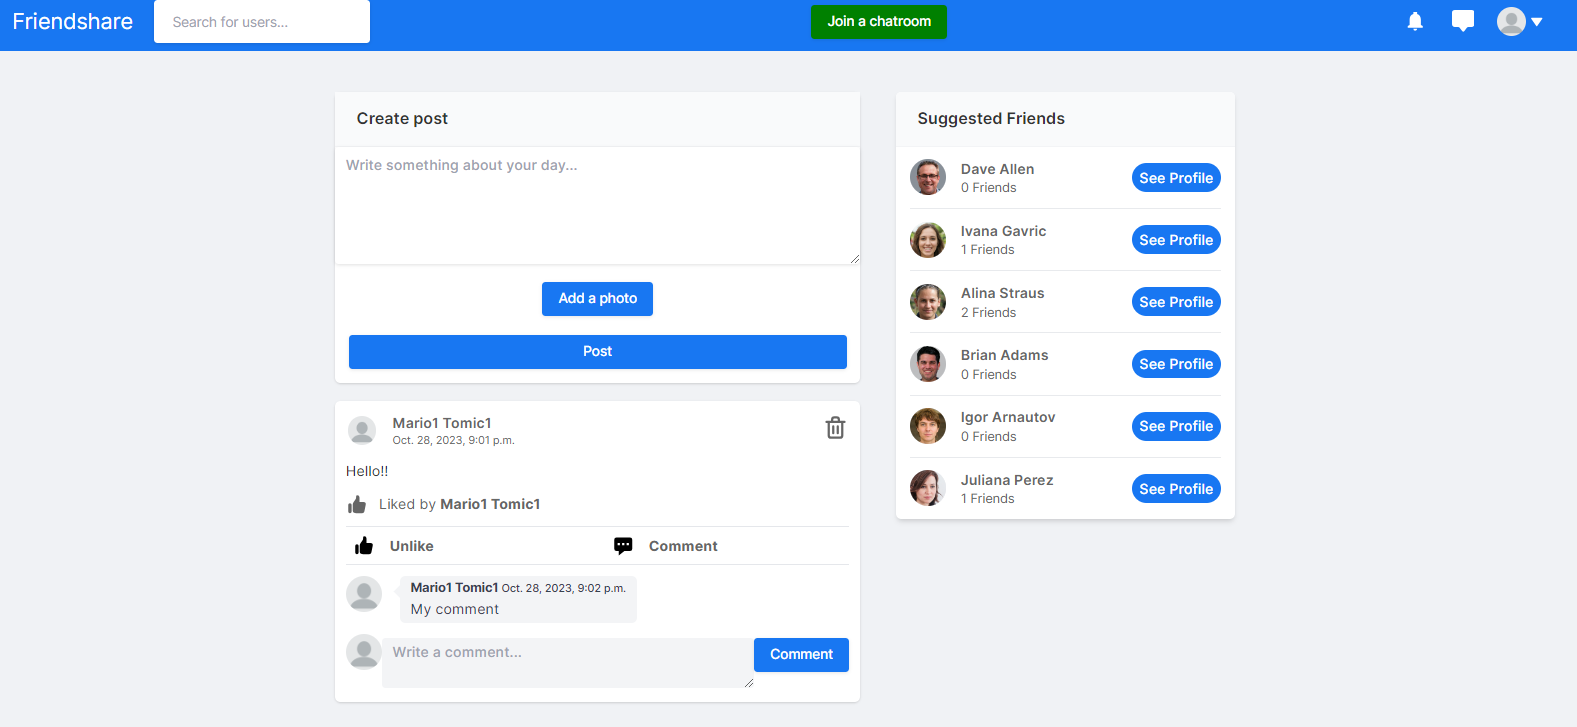 Friendshare
Search for users...
Join a chatroom
Create post
Write something about your day...
Add a photo
Post
Mario1 Tomic1
Oct. 28, 2023, 9:01 p.m.
Hello!!
Liked by Mario1 Tomic1
Unlike
Comment
Mario1 Tomic1 Oct. 28, 2023, 9:02 p.m.
My comment
Write a comment...
Comment
Suggested Friends
Dave Allen
0 Friends
See Profile
Ivana Gavric
1 Friends
See Profile
Alina Straus
2 Friends
See Profile
Brian Adams
0 Friends
See Profile
Igor Arnautov
0 Friends
See Profile
Juliana Perez
1 Friends
See Profile